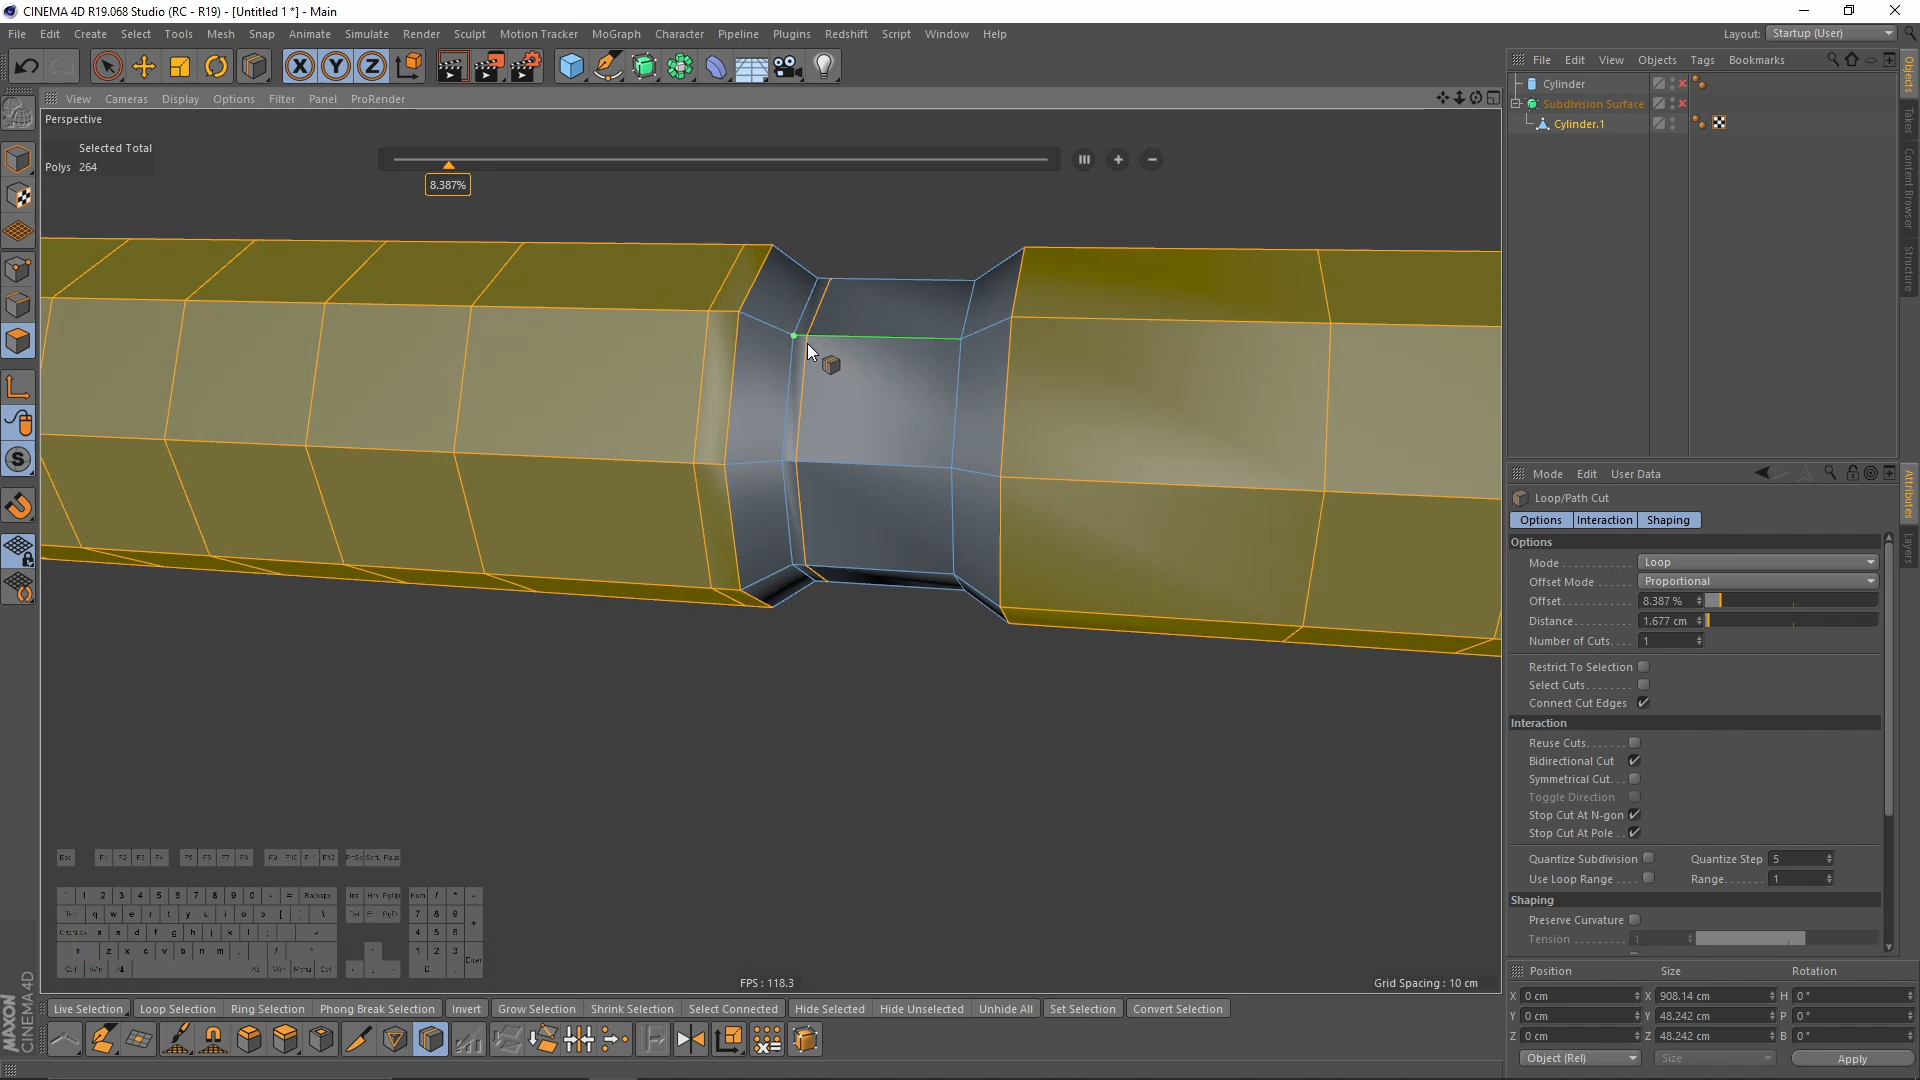 CINEMA 4D R19.068 Studio (RC - R19) - [Untitled 1 *] - Main
File Edit Create Select Tools Mesh Snap Animate Simulate Render Sculpt Motion Tracker MoGraph Character Pipeline Plugins Redshift Script Window Help
Layout: Startup (User)
View Cameras Display Options Filter Panel ProRender
File Edit View Objects Tags Bookmarks
Perspective
Selected Total
Polys 264
8.387%
Cylinder
Subdivision Surface
Cylinder.1
Objects
Takes
Content Browser
Structure
Mode Edit User Data
Loop/Path Cut
Options Interaction Shaping
Attributes
Layers
Options
Mode Loop
Offset Mode Proportional
Offset 8.387 %
Distance 1.677 cm
Number of Cuts 1
Restrict To Selection
Select Cuts
Connect Cut Edges
Interaction
Reuse Cuts
Bidirectional Cut
Symmetrical Cut
Toggle Direction
Stop Cut At N-gon
Stop Cut At Pole
Quantize Subdivision Quantize Step 5
Use Loop Range Range 1
Shaping
Preserve Curvature
Tension 1
FPS : 118.3
Grid Spacing : 10 cm
Live Selection Loop Selection Ring Selection Phong Break Selection Invert Grow Selection Shrink Selection Select Connected Hide Selected Hide Unselected Unhide All Set Selection Convert Selection
Position Size Rotation
X 0 cm X 908.14 cm H 0°
Y 0 cm Y 48.242 cm P 0°
Z 0 cm Z 48.242 cm B 0°
Object (Rel) Size Apply
MAXON
CINEMA 4D